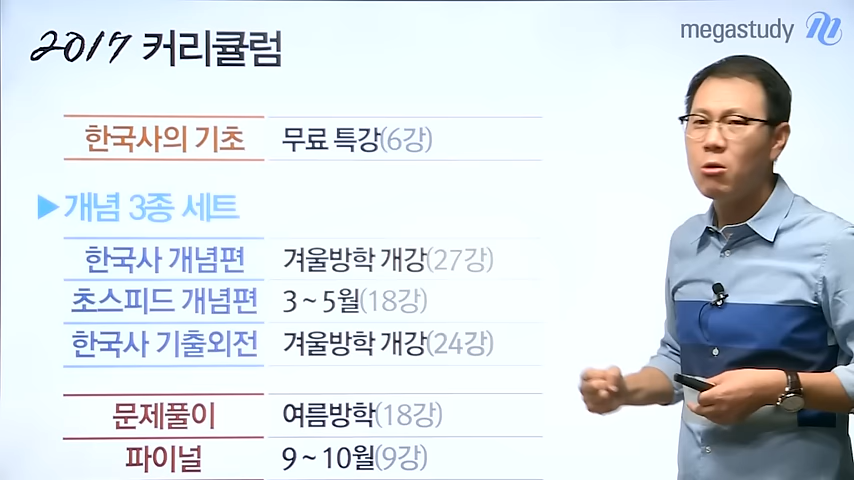 megastudy
2017 커리큘럼
한국사의 기초 무료 특강(6강)
▶개념 3종 세트
한국사 개념편 겨울방학 개강(27강)
초스피드 개념편 3~5월(18강)
한국사 기출외전 겨울방학 개강(24강)
문제풀이 여름방학(18강)
파이널 9~10월(9강)